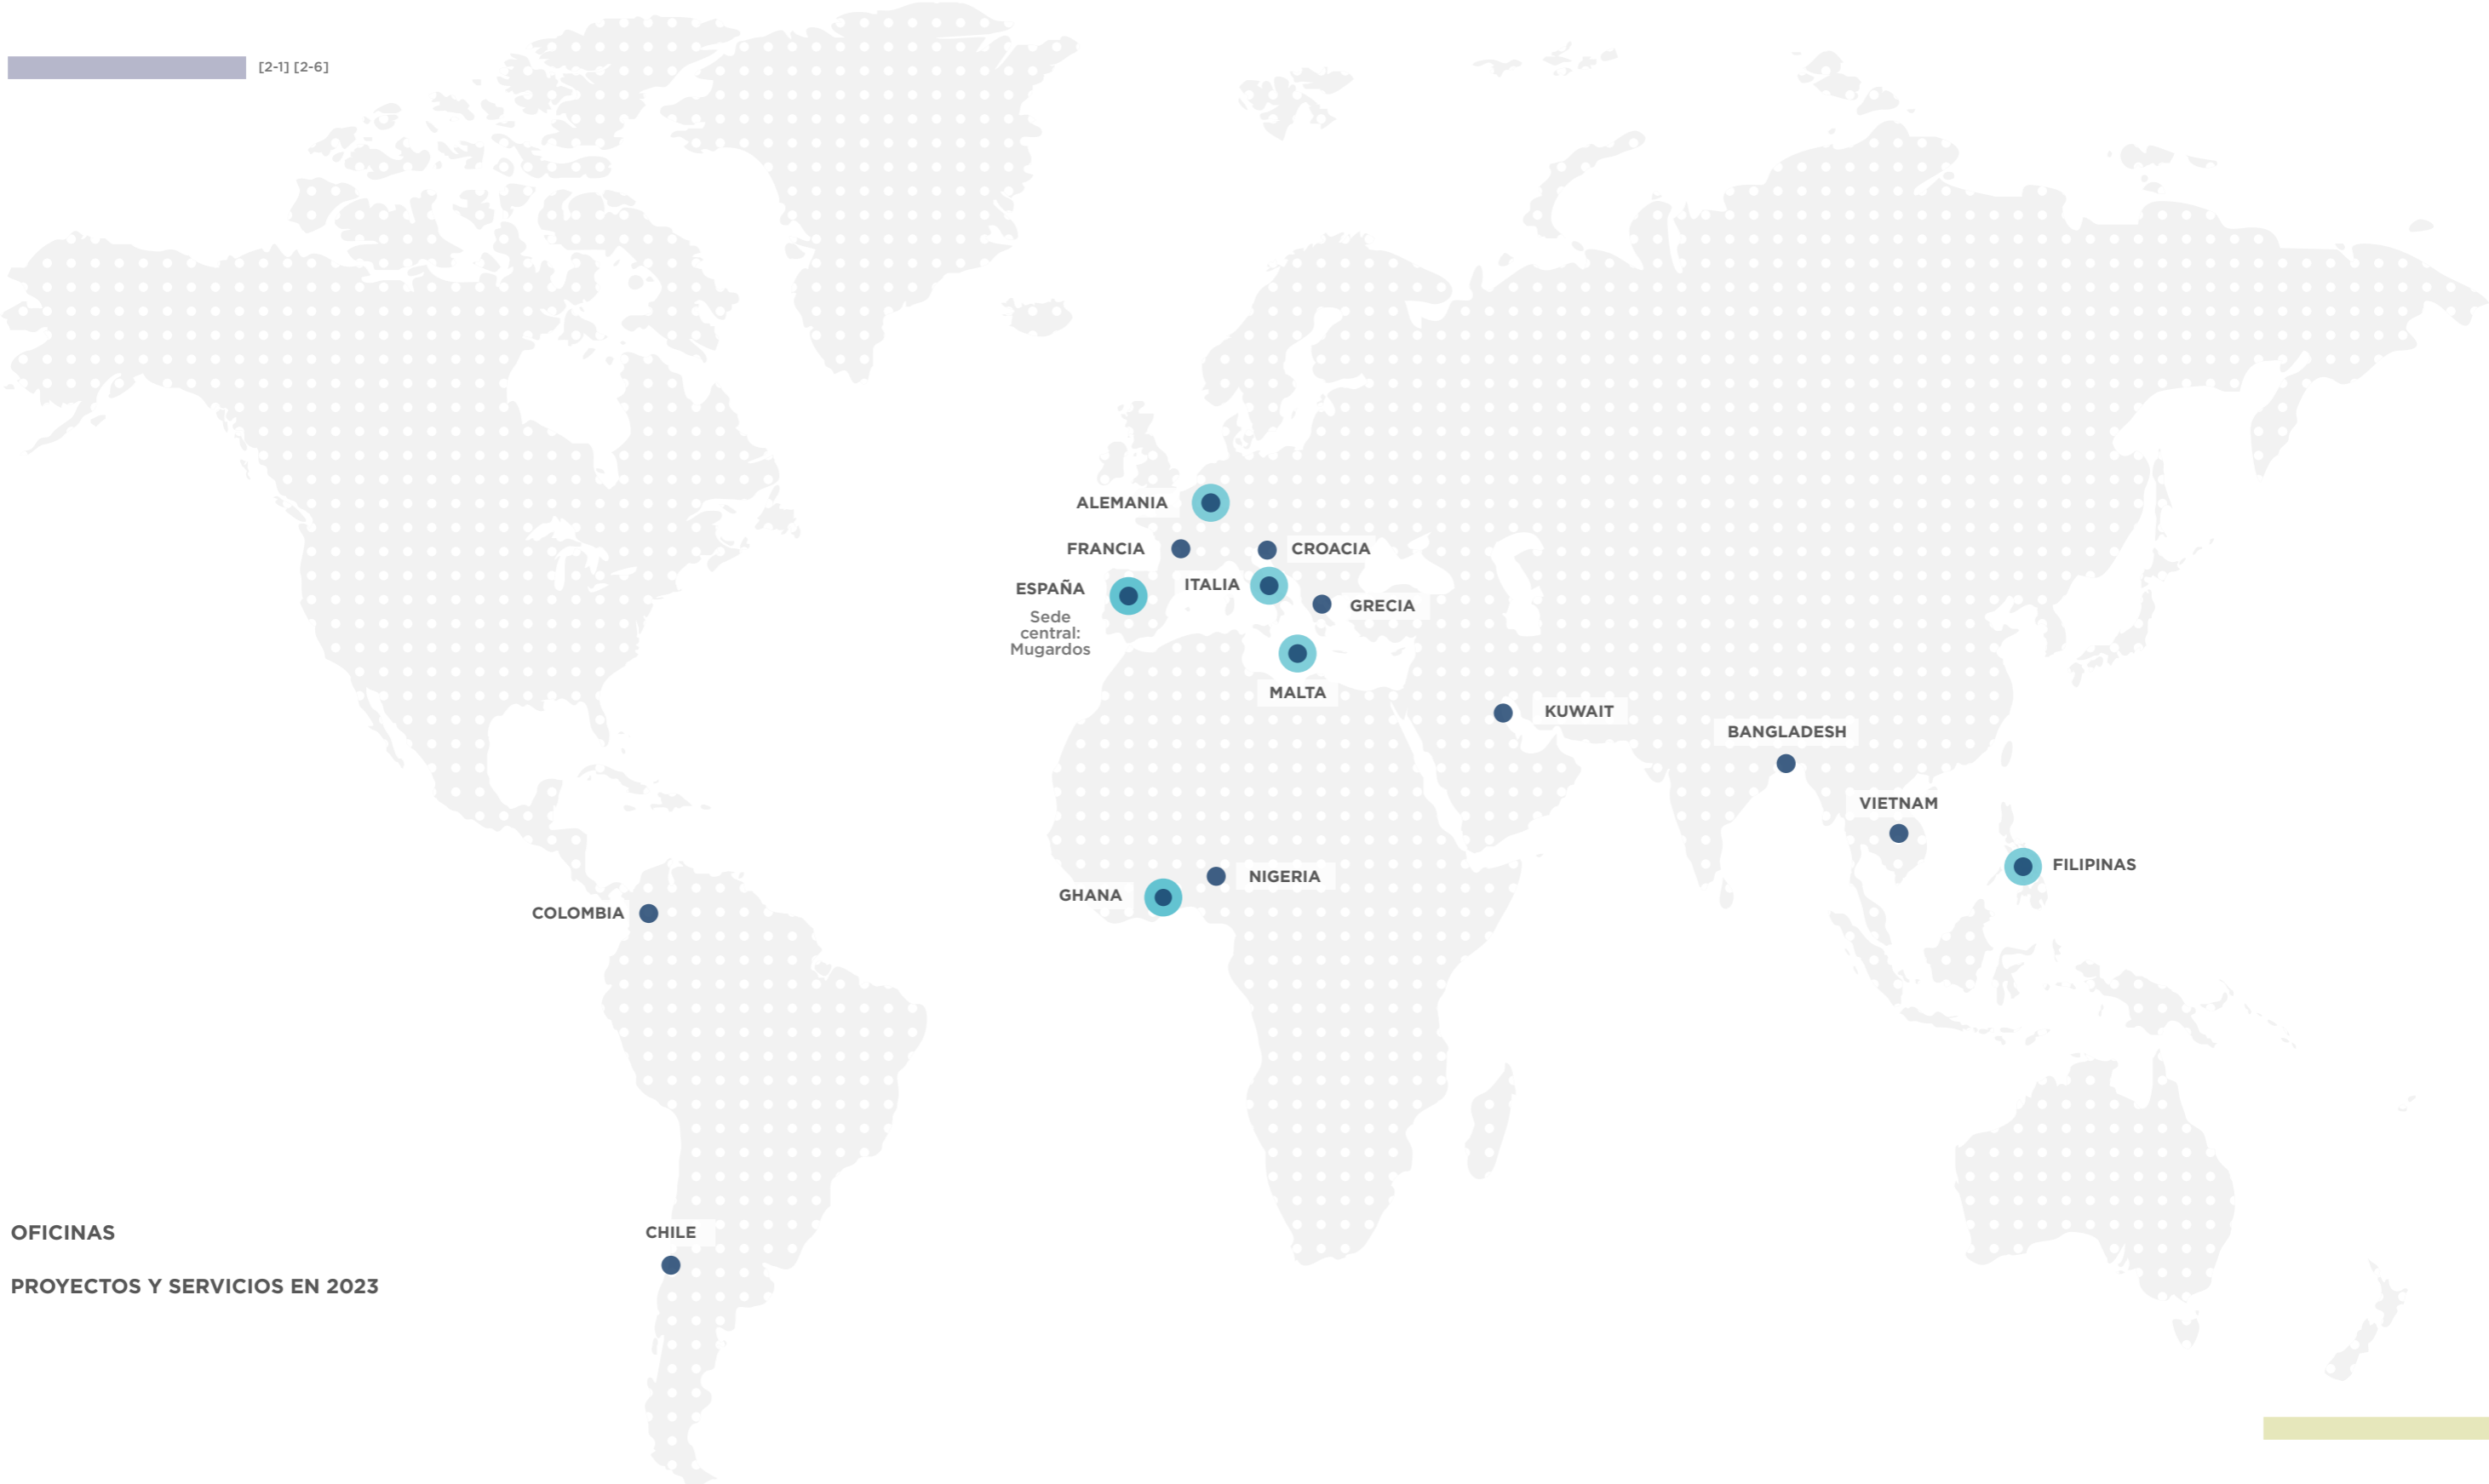 [2-1] [2-6]
ALEMANIA
FRANCIA
CROACIA
ESPAÑA
Sede
central:
Mugardos
ITALIA
GRECIA
MALTA
KUWAIT
BANGLADESH
VIETNAM
FILIPINAS
NIGERIA
GHANA
COLOMBIA
CHILE
OFICINAS
PROYECTOS Y SERVICIOS EN 2023